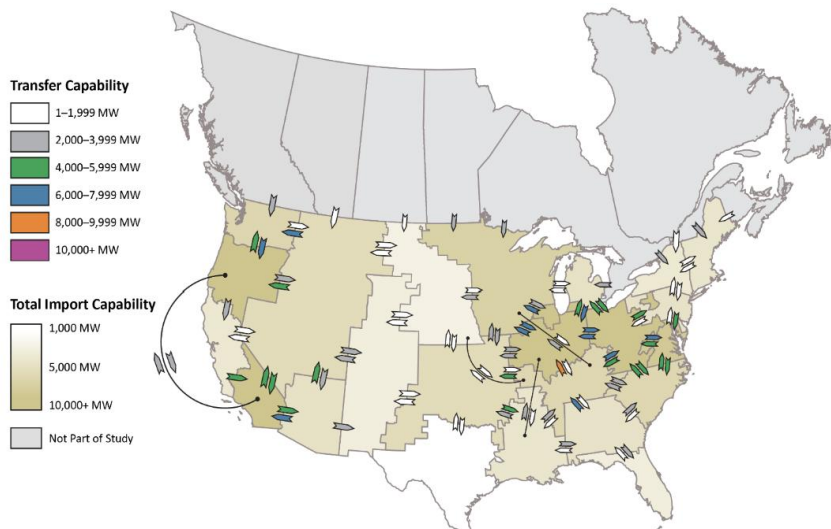 Transfer Capability
1–1,999 MW
2,000–3,999 MW
4,000–5,999 MW
6,000–7,999 MW
8,000–9,999 MW
10,000+ MW
Total Import Capability
1,000 MW
5,000 MW
10,000+ MW
Not Part of Study